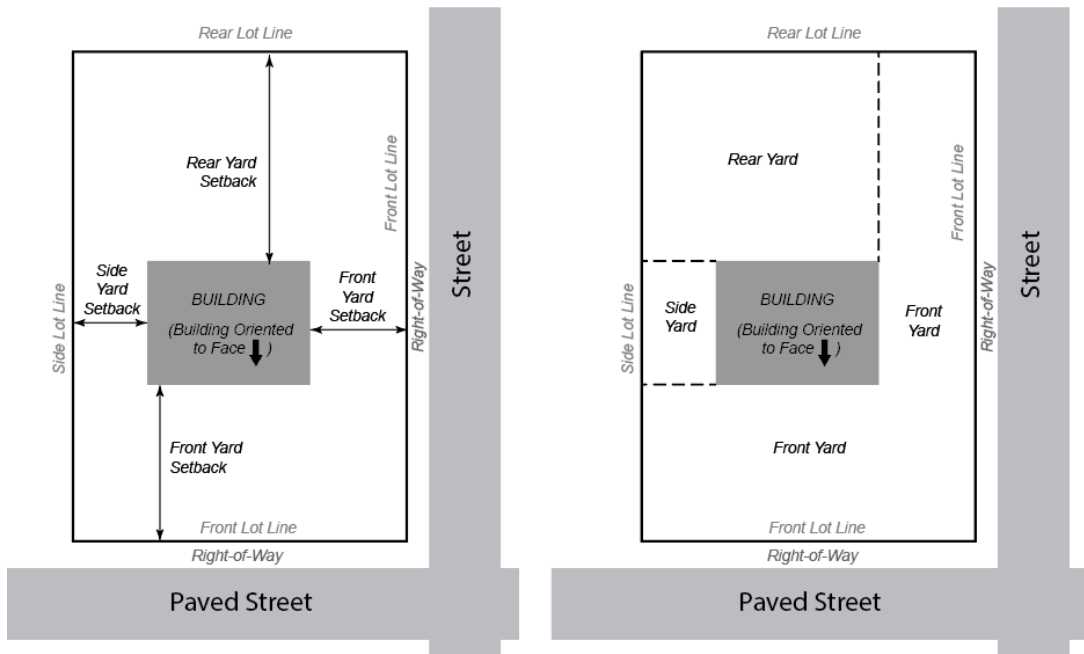 Rear Lot Line
Rear Yard
Setback
Front Lot Line
Side
Yard
Setback
BUILDING
(Building Oriented
to Face )
Front
Yard
Setback
Side Lot Line
Right-of-Way
Street
Front Yard
Setback
Front Lot Line
Right-of-Way
Paved Street
Rear Lot Line
Rear Yard
Front Lot Line
Side Lot Line
Side
Yard
BUILDING
(Building Oriented
to Face )
Front
Yard
Right-of-Way
Street
Front Yard
Front Lot Line
Right-of-Way
Paved Street